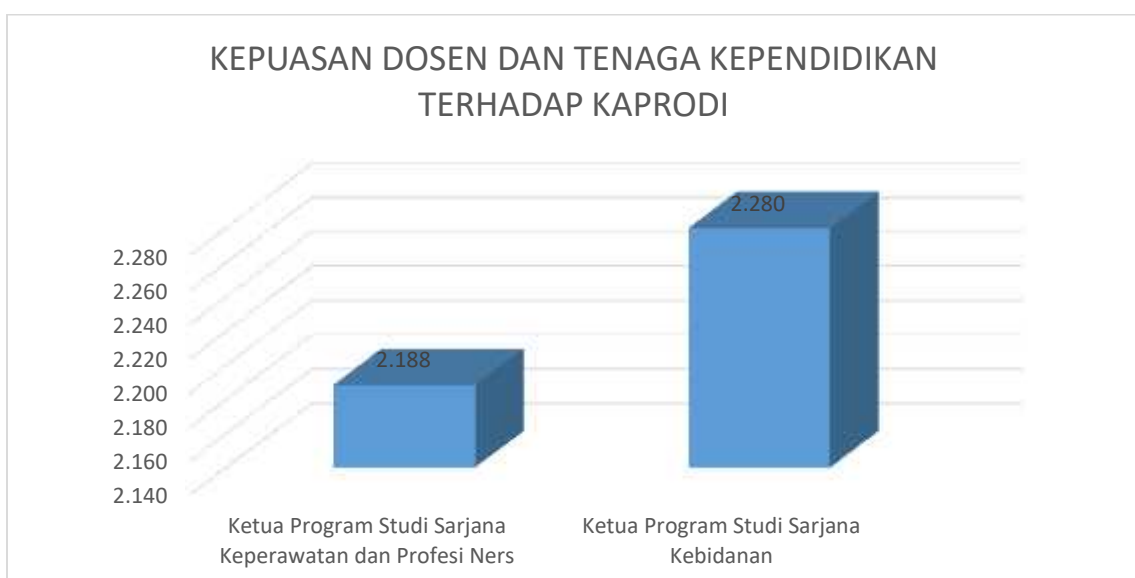 KEPUASAN DOSEN DAN TENAGA KEPENDIDIKAN
TERHADAP KAPRODI
2.280
2.260
2.240
2.220
2.200
2.180
2.160
2.140
2.188
2.280
Ketua Program Studi Sarjana
Keperawatan dan Profesi Ners
Ketua Program Studi Sarjana
Kebidanan